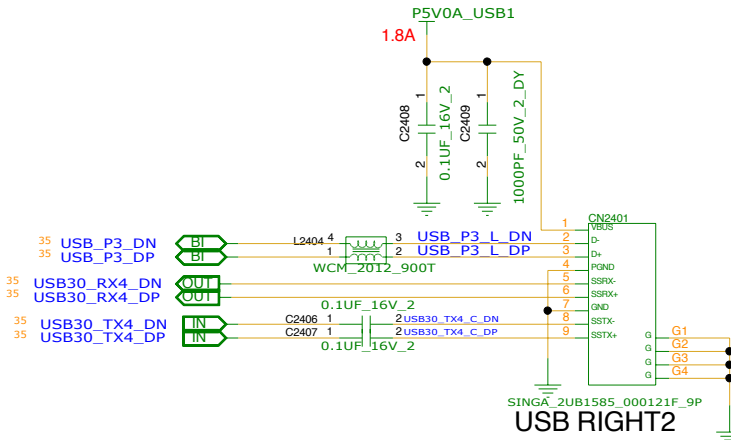 P5V0A_USB1
1.8A
C2408
1
2
0.1UF_16V_2
C2409
1
2
1000PF_50V_2_DY
CN2401
1 VBUS
35 USB_P3_DN BI L2404 4 3 USB_P3_L_DN 2 D-
35 USB_P3_DP BI 1 2 USB_P3_L_DP 3 D+
WCM_2012_900T
4 PGND
35 USB30_RX4_DN OUT 5 SSRX-
35 USB30_RX4_DP OUT 6 SSRX+
0.1UF_16V_2
7 GND
35 USB30_TX4_DN IN C2406 1 2 USB30_TX4_C_DN 8 SSTX-
35 USB30_TX4_DP IN C2407 1 2 USB30_TX4_C_DP 9 SSTX+
0.1UF_16V_2
G G1
G G2
G G3
G G4
SINGA_2UB1585_000121F_9P
USB RIGHT2